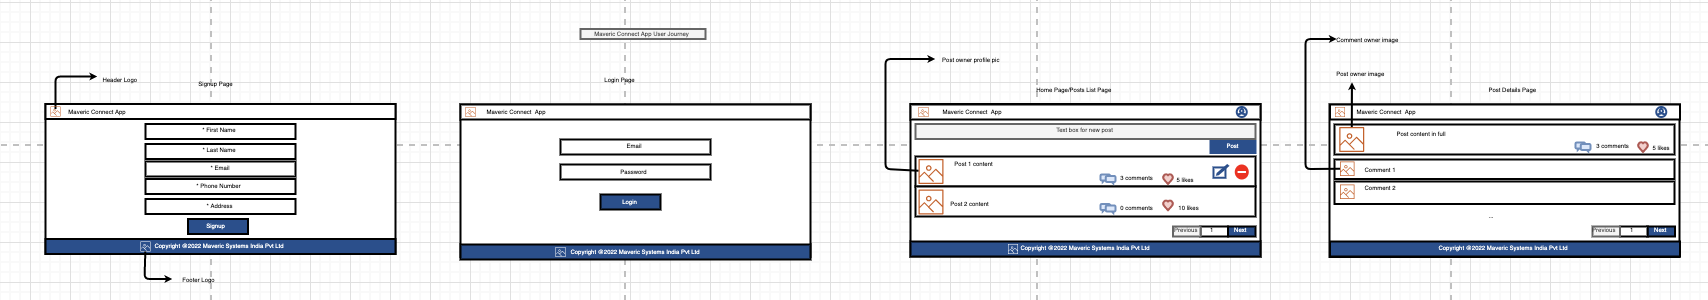 Maveric Connect App User Journey
Header Logo
Signup Page
Maveric Connect App
* First Name
* Last Name
* Email
* Phone Number
* Address
Signup
Copyright @2022 Maveric Systems India Pvt Ltd
Footer Logo
Login Page
Maveric Connect App
Email
Password
Login
Copyright @2022 Maveric Systems India Pvt Ltd
Post owner profile pic
Home Page/Posts List Page
Maveric Connect App
Text box for new post
Post
Post 1 content
3 comments
5 likes
Post 2 content
0 comments
10 likes
Previous
1
Next
Copyright @2022 Maveric Systems India Pvt Ltd
Comment owner image
Post owner image
Post Details Page
Maveric Connect App
Post content in full
3 comments
5 likes
Comment 1
Comment 2
...
Previous
1
Next
Copyright @2022 Maveric Systems India Pvt Ltd